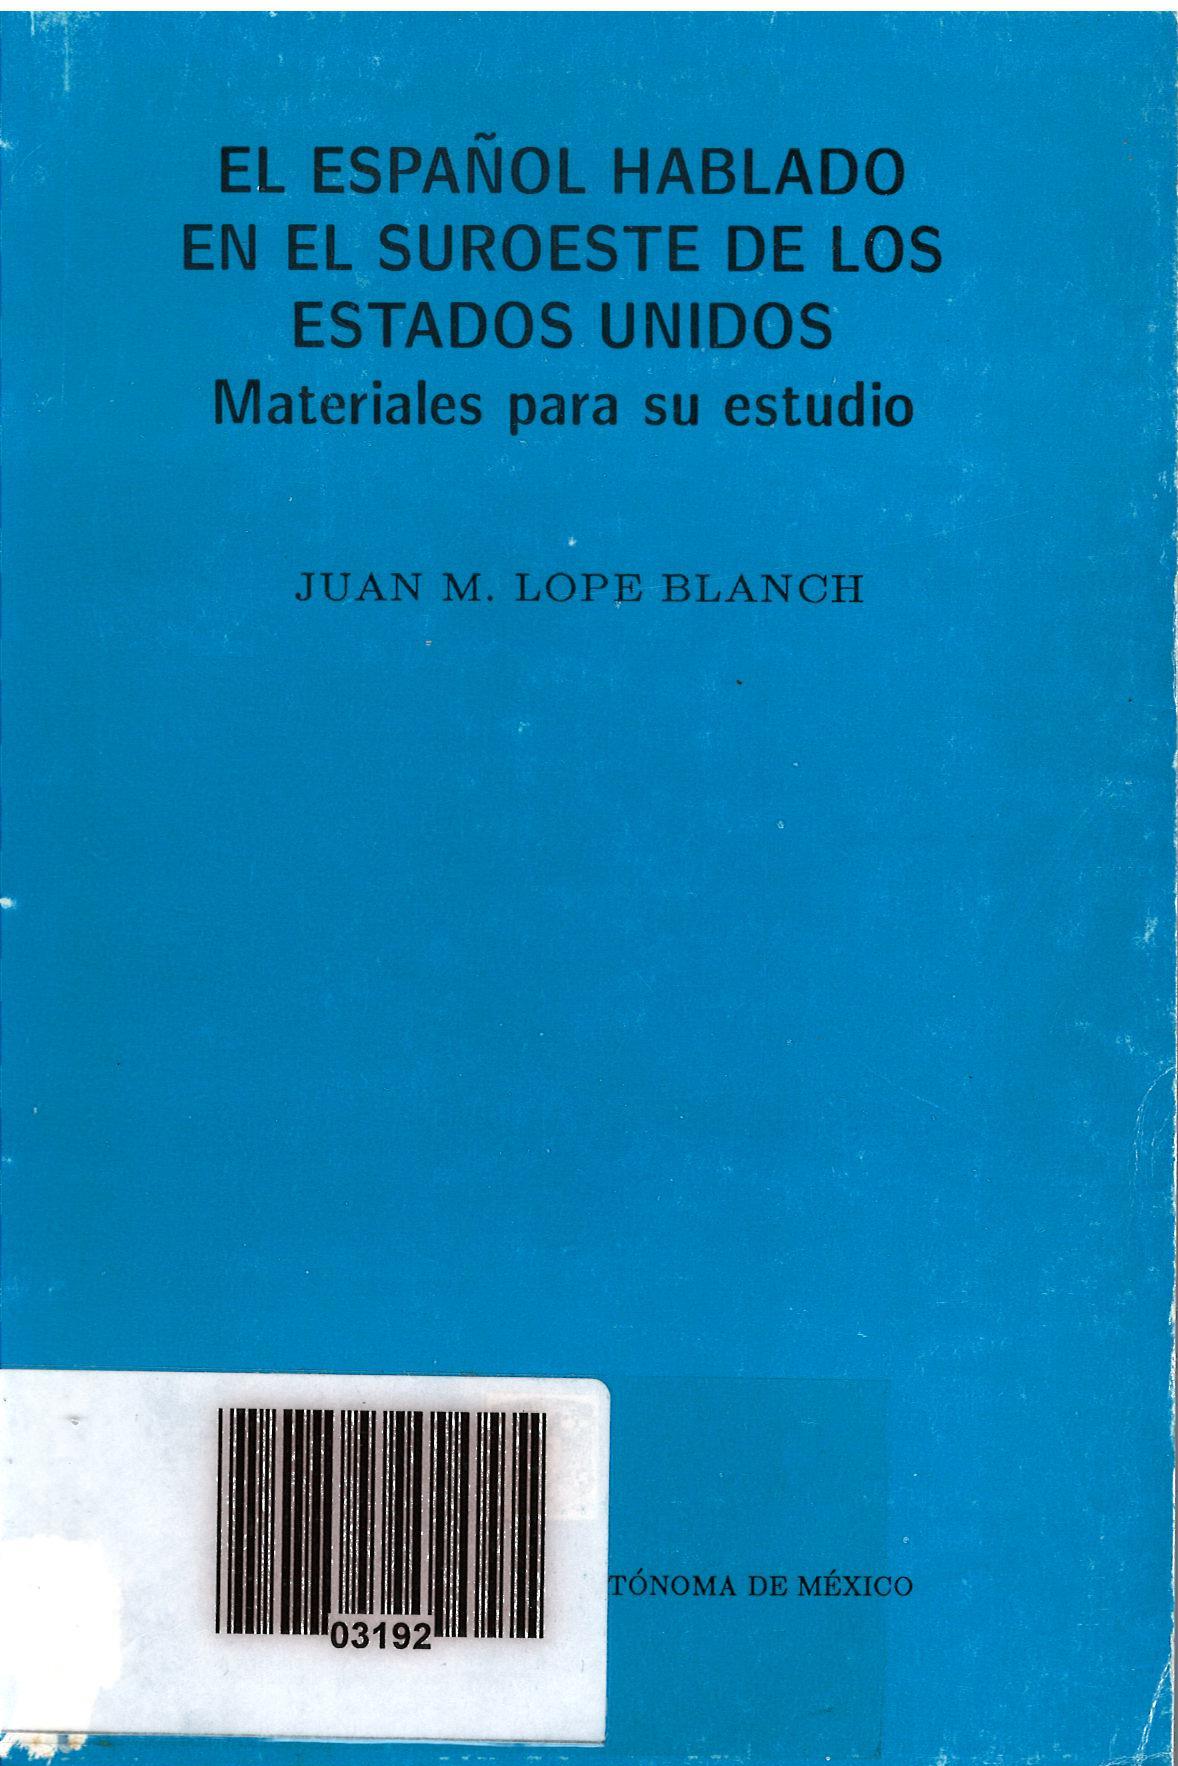 EL ESPAÑOL HABLADO
EN EL SUROESTE DE LOS
ESTADOS UNIDOS
Materiales para su estudio
JUAN M. LOPE BLANCH
TÓNOMA DE MÉXICO
03192